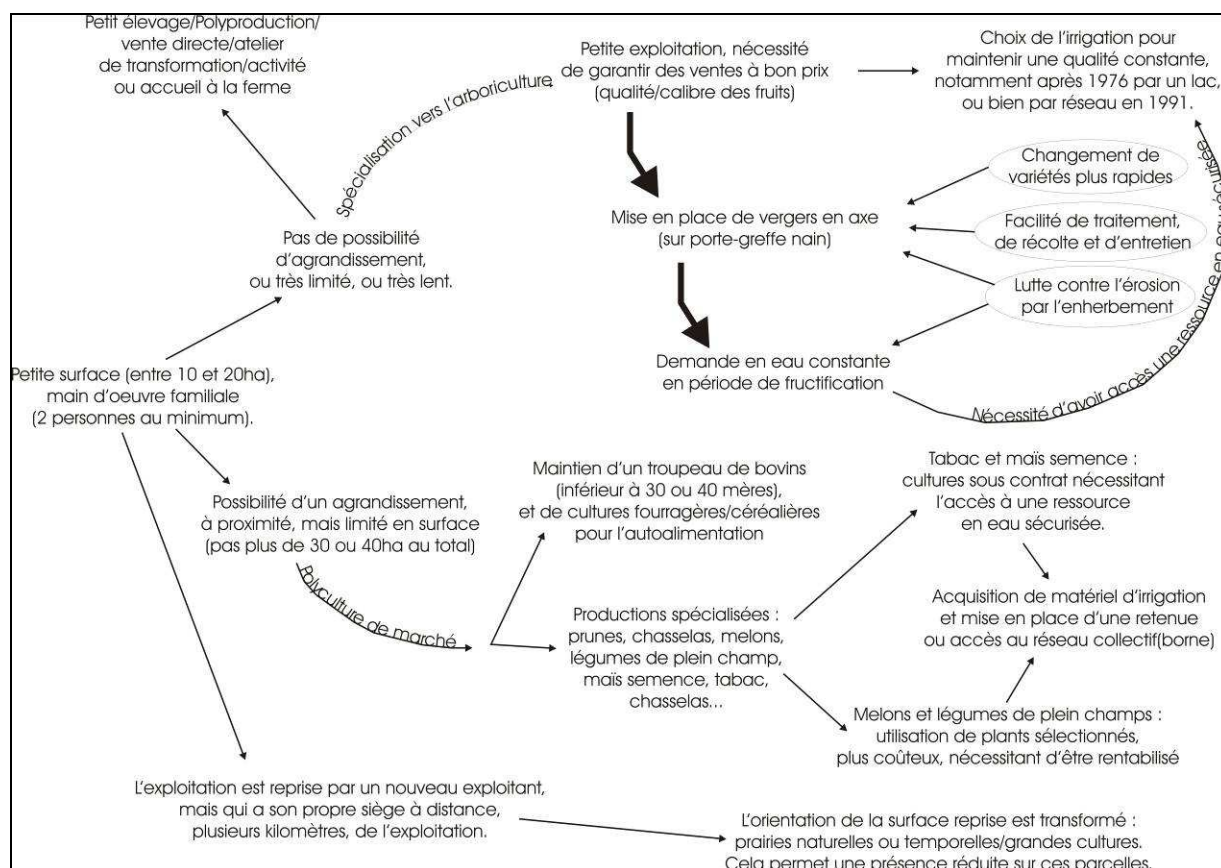 Petit élevage/Polyproduction/
vente directe/atelier
de transformation/activité
ou accueil à la ferme
Spécialisation vers l'arboriculture
Petite exploitation, nécessité
de garantir des ventes à bon prix
(qualité/calibre des fruits)
Choix de l'irrigation pour
maintenir une qualité constante,
notamment après 1976 par un lac,
ou bien par réseau en 1991.
Changement de
variétés plus rapides
Mise en place de vergers en axe
(sur porte-greffe nain)
Facilité de traitement,
de récolte et d'entretien
Lutte contre l'érosion
par l'enherbement
Pas de possibilité
d'agrandissement,
ou très limité, ou très lent.
Demande en eau constante
en période de fructification
Nécessité d'avoir accès une ressource en eau sécurisée
Petite surface (entre 10 et 20ha),
main d'oeuvre familiale
(2 personnes au minimum).
Possibilité d'un agrandissement,
à proximité, mais limité en surface
(pas plus de 30 ou 40ha au total)
Polyculture de marché
Maintien d'un troupeau de bovins
(inférieur à 30 ou 40 mères),
et de cultures fourragères/céréalières
pour l'autoalimentation
Productions spécialisées :
prunes, chasselas, melons,
légumes de plein champ,
maïs semence, tabac,
chasselas...
Tabac et maïs semence :
cultures sous contrat nécessitant
l'accès à une ressource
en eau sécurisée.
Acquisition de matériel d'irrigation
et mise en place d'une retenue
ou accès au réseau collectif(borne)
Melons et légumes de plein champs :
utilisation de plants sélectionnés,
plus coûteux, nécessitant d'être rentabilisé
L'exploitation est reprise par un nouveau exploitant,
mais qui a son propre siège à distance,
plusieurs kilomètres, de l'exploitation.
L'orientation de la surface reprise est transformé :
prairies naturelles ou temporelles/grandes cultures.
Cela permet une présence réduite sur ces parcelles.